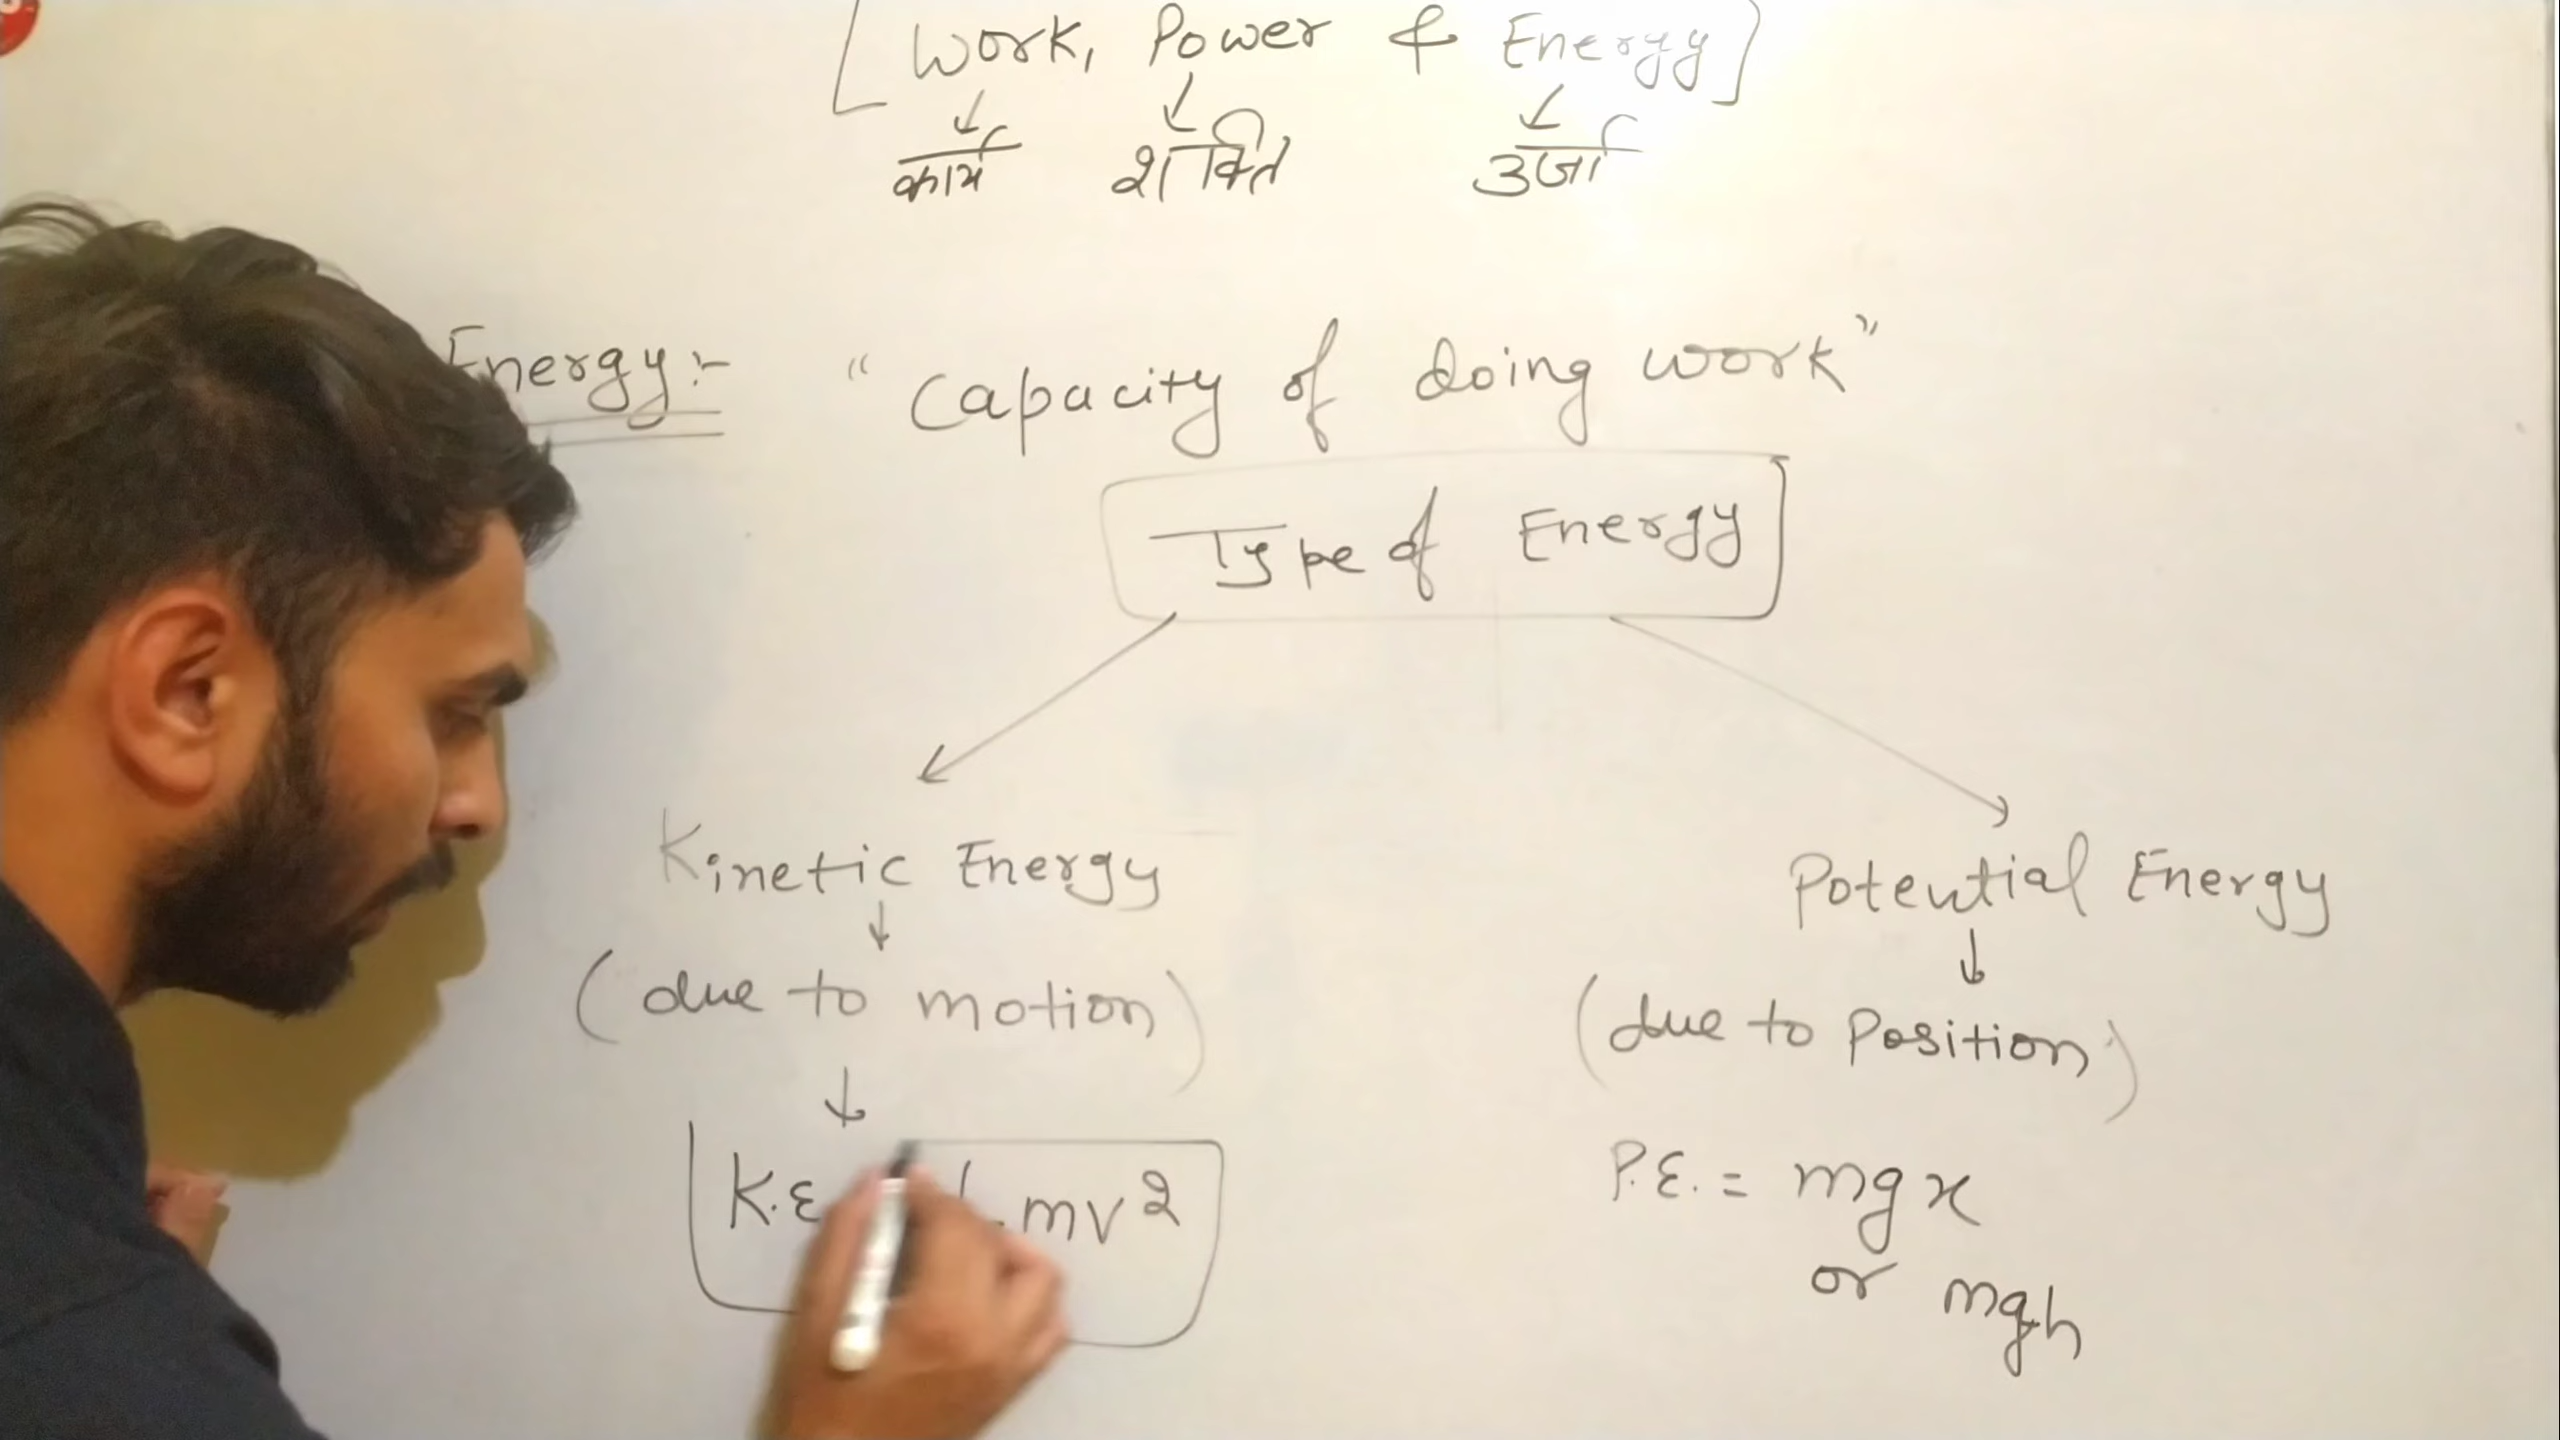 [Work, Power & Energy]
कार्य शक्ति उर्जा
Energy:- "Capacity of doing work"
Type of Energy
Kinetic Energy
(due to motion)
K.E mv²
Potential Energy
(due to Position)
P.E. = mgx
or mgh